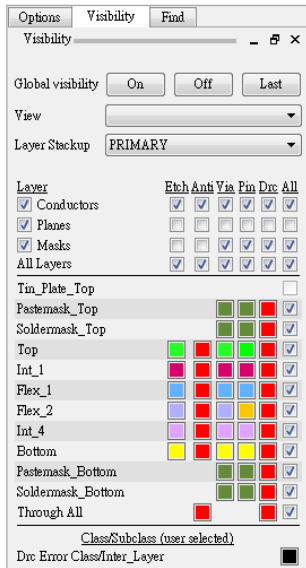 Options Visibility Find
Visibility
Global visibility On Off Last
View
Layer Stackup PRIMARY
Layer Etch Anti Via Pin Drc All
Conductors
Planes
Masks
All Layers
Tin_Plate_Top
Pastemask_Top
Soldermask_Top
Top
Int_1
Flex_1
Flex_2
Int_4
Bottom
Pastemask_Bottom
Soldermask_Bottom
Through All
Class/Subclass (user selected)
Drc Error Class/Inter_Layer